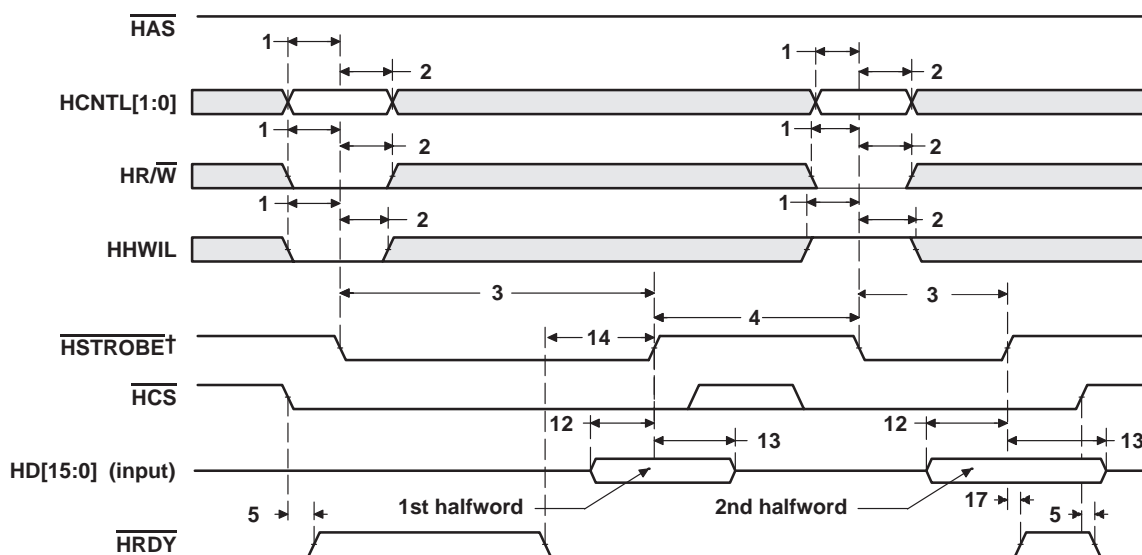 HAS
1
1
2
2
HCNTL[1:0]
1
1
2
2
HR/W
1
1
2
2
HHWIL
3
3
4
14
HSTROBE†
HCS
12
12
13
13
HD[15:0] (input)
1st halfword
2nd halfword
17
5
5
HRDY